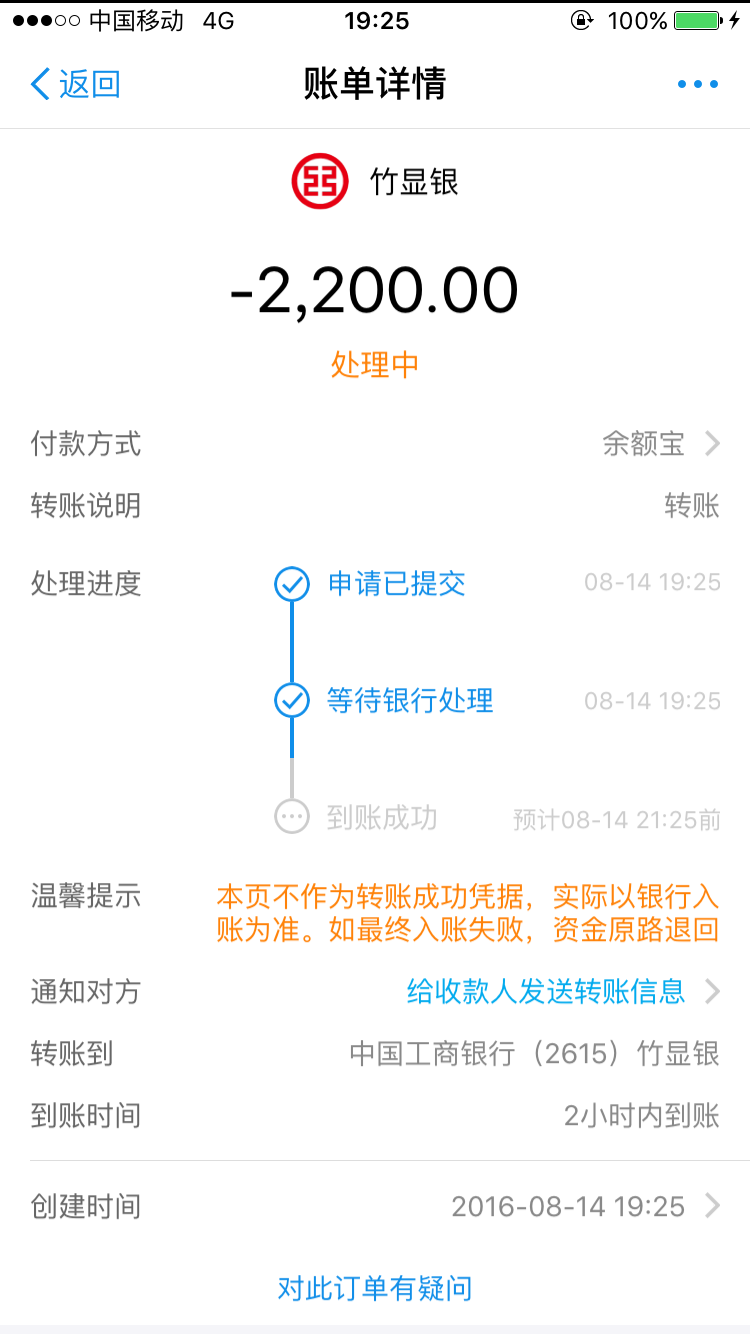 中国移动 4G 19:25 100%
返回 账单详情
竹显银
-2,200.00
处理中
付款方式 余额宝
转账说明 转账
处理进度 申请已提交 08-14 19:25
等待银行处理 08-14 19:25
到账成功 预计08-14 21:25前
温馨提示 本页不作为转账成功凭据，实际以银行入
账为准。如最终入账失败，资金原路退回
通知对方 给收款人发送转账信息
转账到 中国工商银行（2615）竹显银
到账时间 2小时内到账
创建时间 2016-08-14 19:25
对此订单有疑问